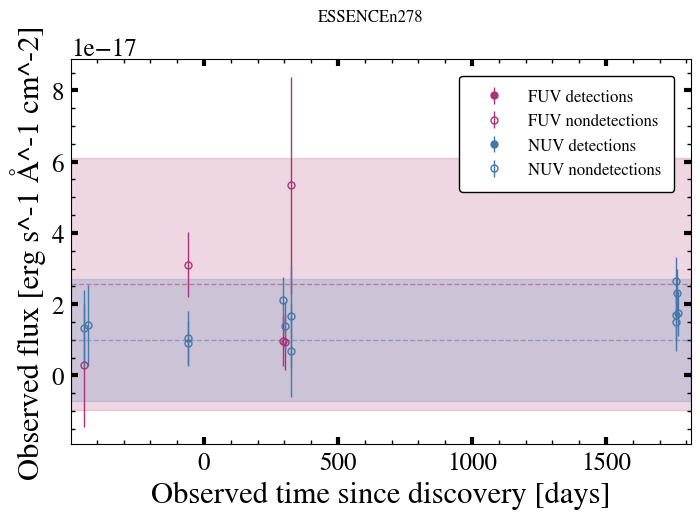 ESSENCEn278
1e−17
Observed flux [erg s^-1 Å^-1 cm^-2]
8
6
4
2
0
FUV detections
FUV nondetections
NUV detections
NUV nondetections
0 500 1000 1500
Observed time since discovery [days]